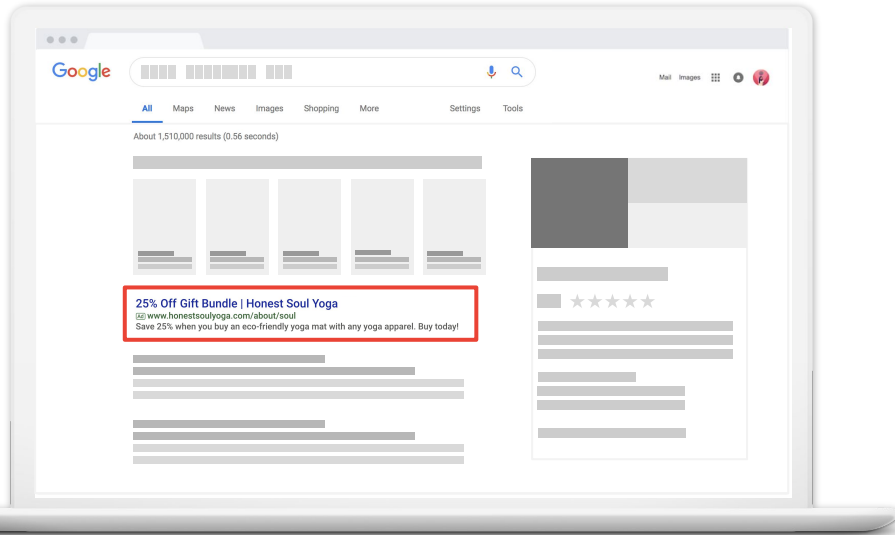 Google
Mail Images
All Maps News Images Shopping More Settings Tools
About 1,510,000 results (0.56 seconds)
25% Off Gift Bundle | Honest Soul Yoga
Ad www.honestsoulyoga.com/about/soul
Save 25% when you buy an eco-friendly yoga mat with any yoga apparel. Buy today!